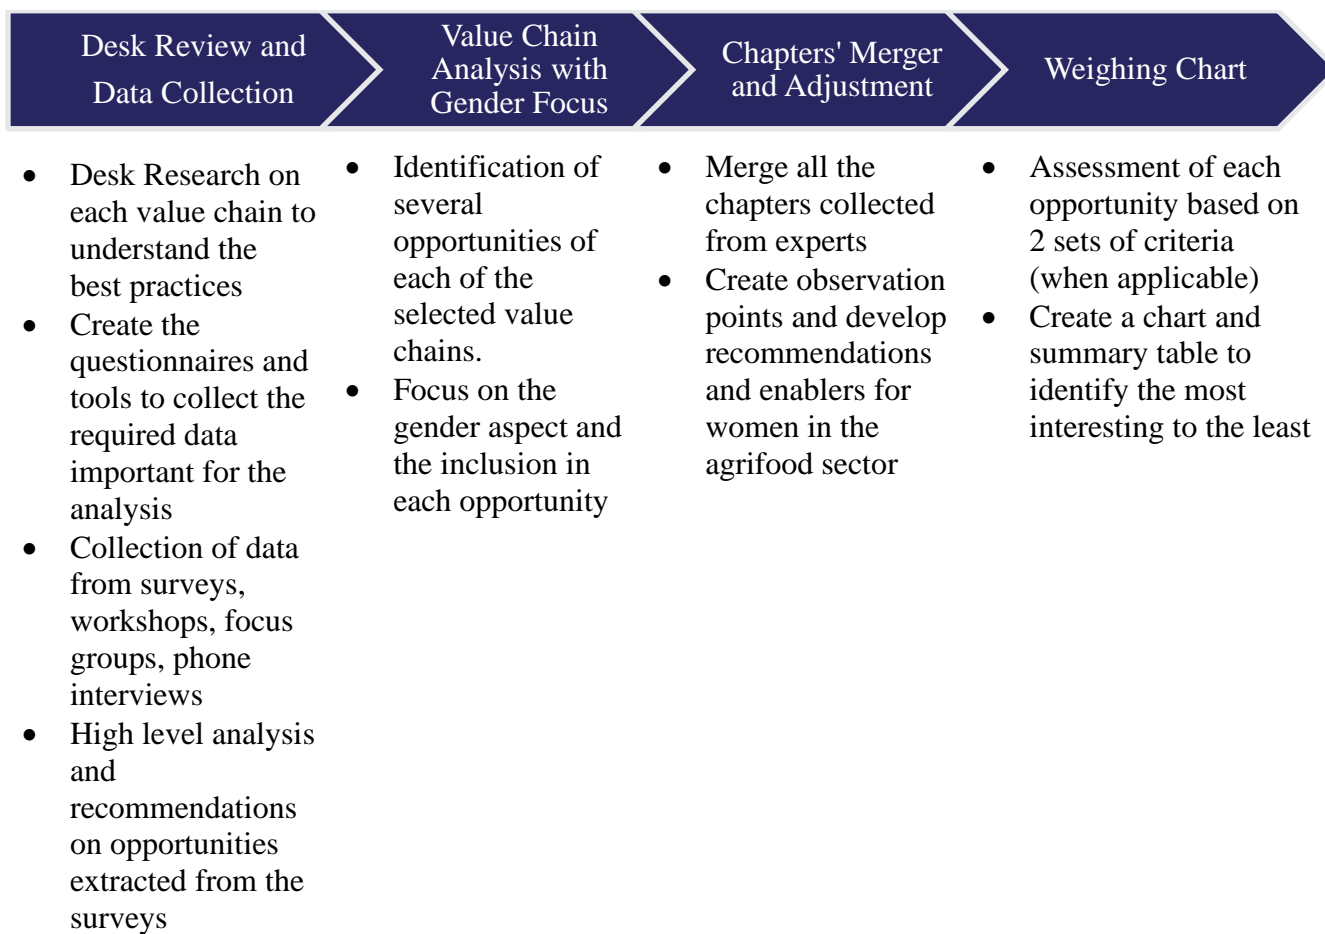 Desk Review and
Data Collection
Value Chain
Analysis with
Gender Focus
Chapters' Merger
and Adjustment
Weighing Chart
• Desk Research on
each value chain to
understand the
best practices
• Create the
questionnaires and
tools to collect the
required data
important for the
analysis
• Collection of data
from surveys,
workshops, focus
groups, phone
interviews
• High level analysis
and
recommendations
on opportunities
extracted from the
surveys
• Identification of
several
opportunities of
each of the
selected value
chains.
• Focus on the
gender aspect and
the inclusion in
each opportunity
• Merge all the
chapters collected
from experts
• Create observation
points and develop
recommendations
and enablers for
women in the
agrifood sector
• Assessment of each
opportunity based on
2 sets of criteria
(when applicable)
• Create a chart and
summary table to
identify the most
interesting to the least